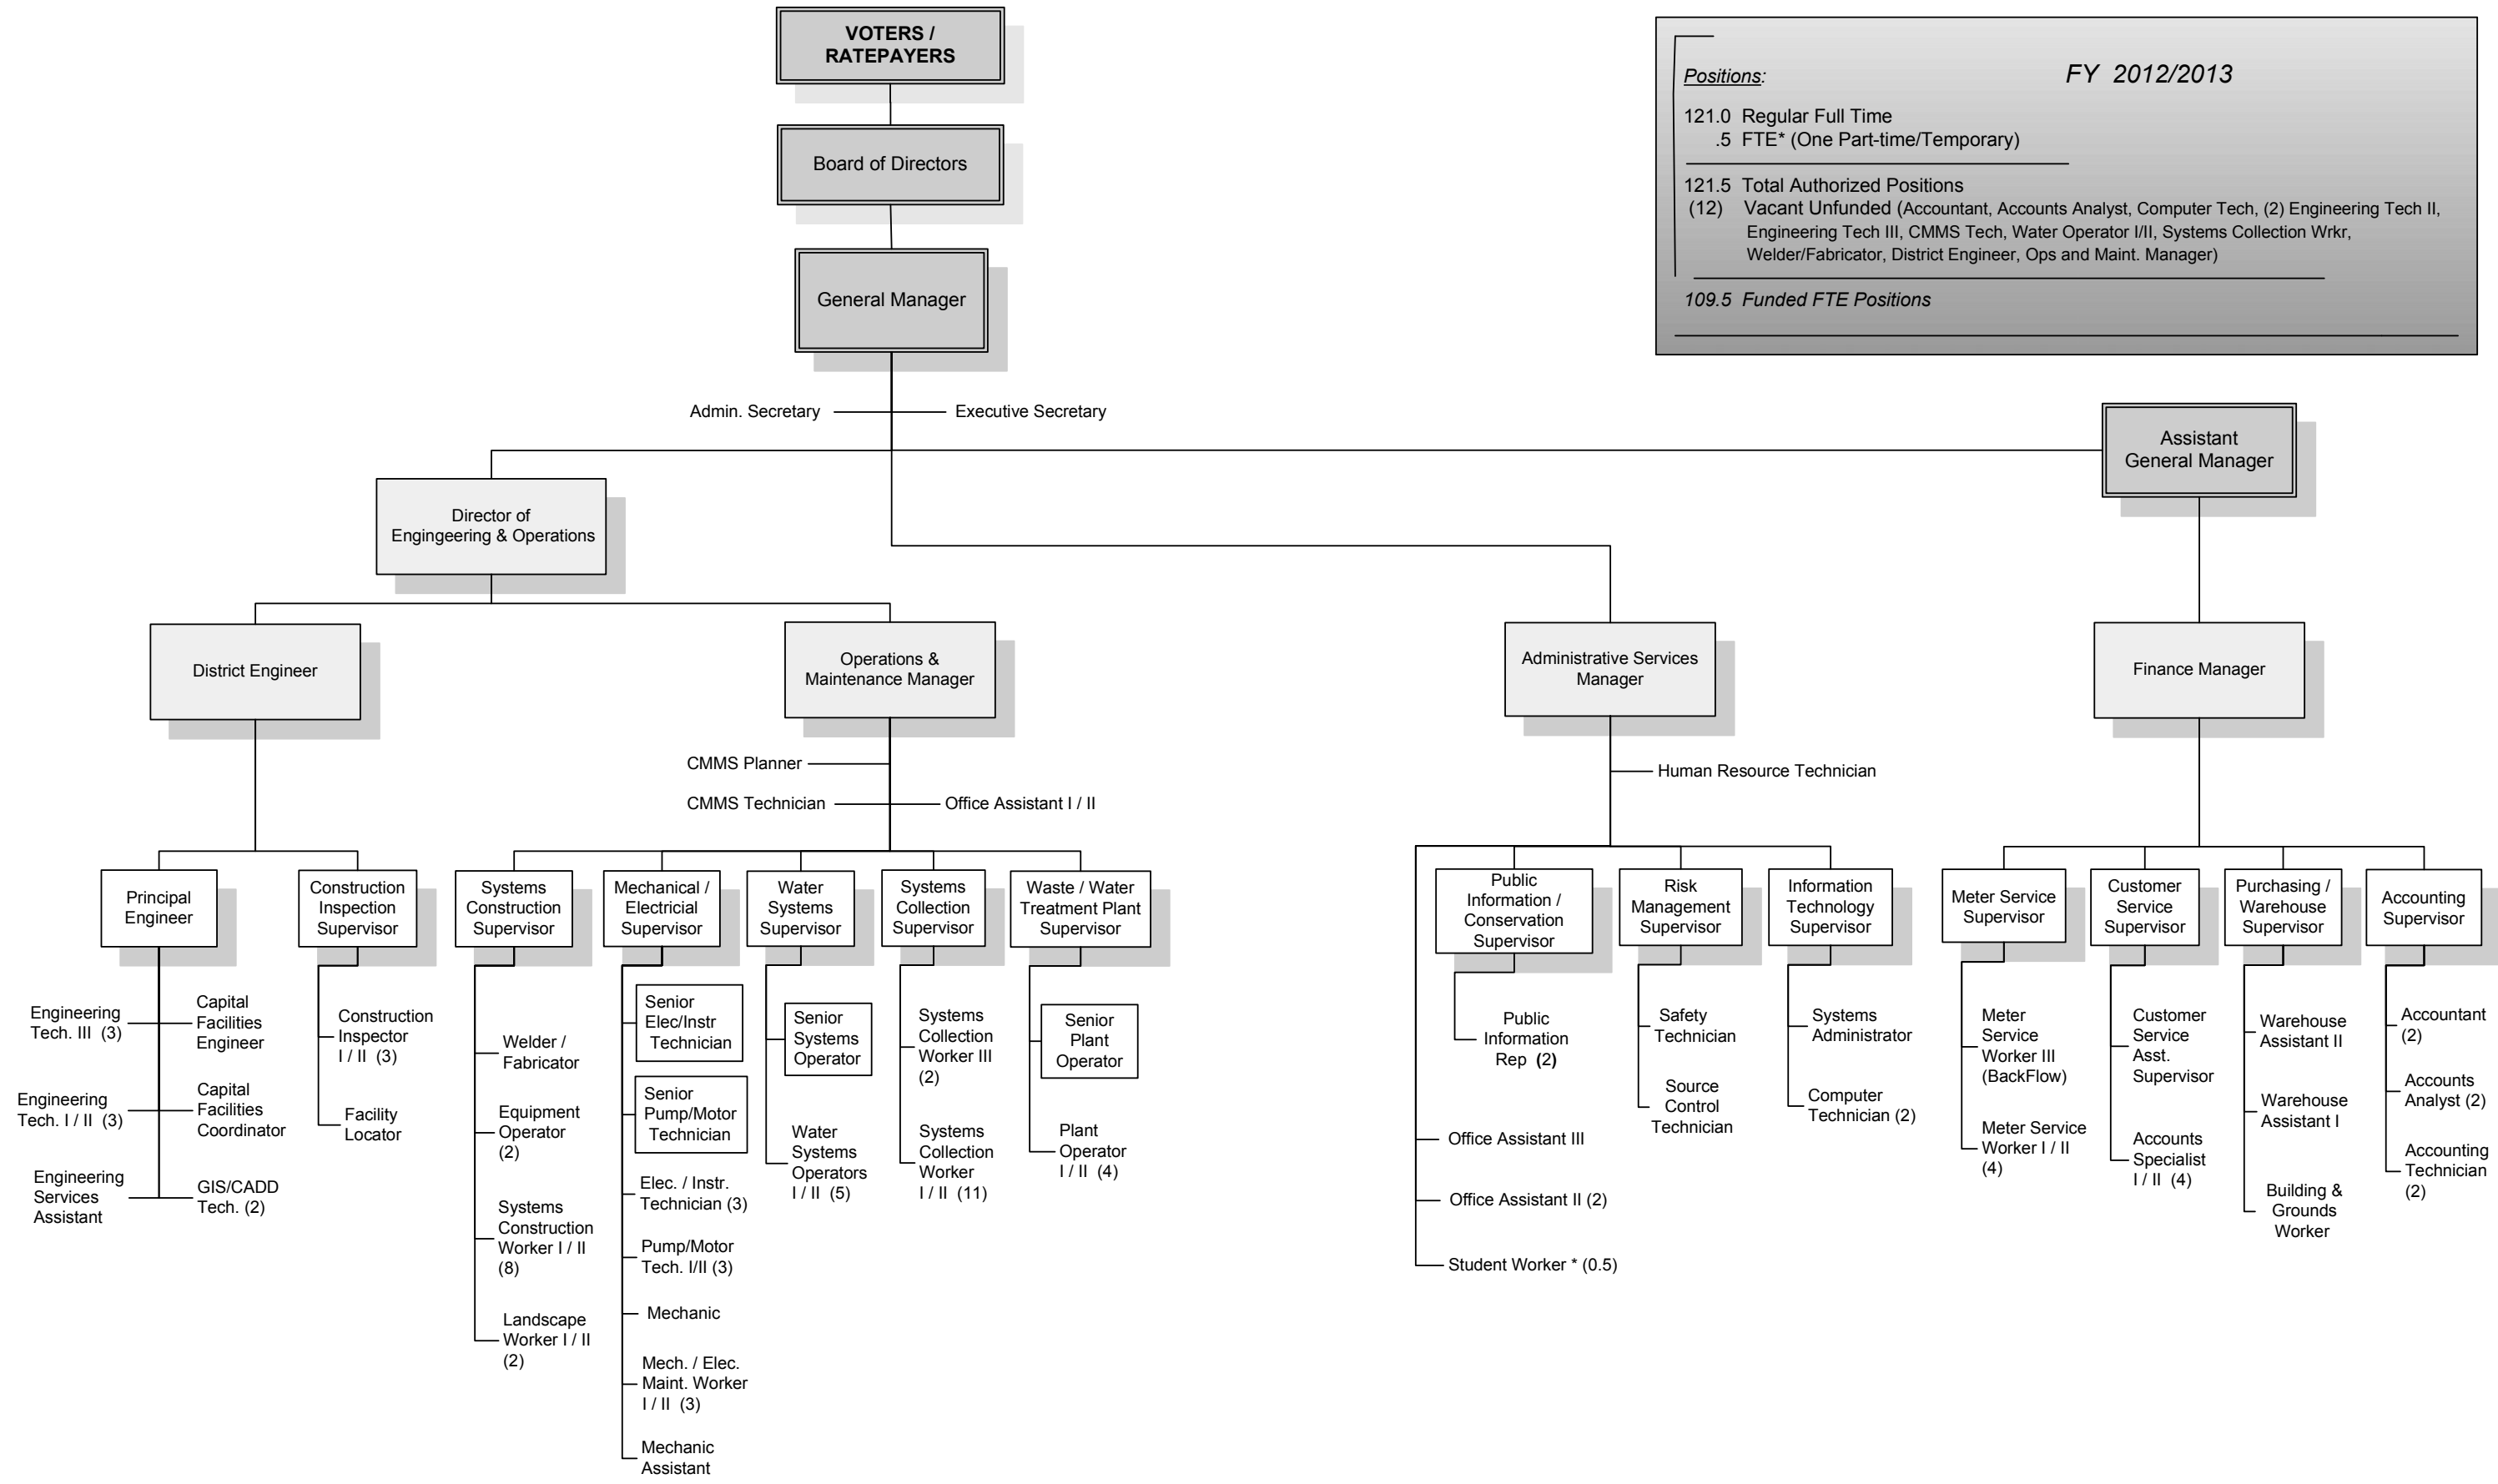 VOTERS /
RATEPAYERS
Board of Directors
General Manager
Positions:
FY 2012/2013
121.0 Regular Full Time
.5 FTE* (One Part-time/Temporary)
121.5 Total Authorized Positions
(12) Vacant Unfunded (Accountant, Accounts Analyst, Computer Tech, (2) Engineering Tech II,
Engineering Tech III, CMMS Tech, Water Operator I/II, Systems Collection Wrkr,
Welder/Fabricator, District Engineer, Ops and Maint. Manager)
109.5 Funded FTE Positions
Admin. Secretary
Executive Secretary
Assistant
General Manager
Director of
Engingeering & Operations
District Engineer
Operations &
Maintenance Manager
Administrative Services
Manager
Finance Manager
CMMS Planner
CMMS Technician
Office Assistant I / II
Human Resource Technician
Principal
Engineer
Construction
Inspection
Supervisor
Systems
Construction
Supervisor
Mechanical /
Electricial
Supervisor
Water
Systems
Supervisor
Systems
Collection
Supervisor
Waste / Water
Treatment Plant
Supervisor
Public
Information /
Conservation
Supervisor
Risk
Management
Supervisor
Information
Technology
Supervisor
Meter Service
Supervisor
Customer
Service
Supervisor
Purchasing /
Warehouse
Supervisor
Accounting
Supervisor
Engineering
Tech. III (3)
Capital
Facilities
Engineer
Engineering
Tech. I / II (3)
Capital
Facilities
Coordinator
Engineering
Services
Assistant
GIS/CADD
Tech. (2)
Construction
Inspector
I / II (3)
Facility
Locator
Welder /
Fabricator
Equipment
Operator
(2)
Systems
Construction
Worker I / II
(8)
Landscape
Worker I / II
(2)
Senior
Elec/Instr
Technician
Senior
Pump/Motor
Technician
Elec. / Instr.
Technician (3)
Pump/Motor
Tech. I/II (3)
Mechanic
Mech. / Elec.
Maint. Worker
I / II (3)
Mechanic
Assistant
Senior
Systems
Operator
Water
Systems
Operators
I / II (5)
Systems
Collection
Worker III
(2)
Systems
Collection
Worker
I / II (11)
Senior
Plant
Operator
Plant
Operator
I / II (4)
Public
Information
Rep (2)
Office Assistant III
Office Assistant II (2)
Student Worker * (0.5)
Safety
Technician
Source
Control
Technician
Systems
Administrator
Computer
Technician (2)
Meter
Service
Worker III
(BackFlow)
Meter Service
Worker I / II
(4)
Customer
Service
Asst.
Supervisor
Accounts
Specialist
I / II (4)
Warehouse
Assistant II
Warehouse
Assistant I
Building &
Grounds
Worker
Accountant
(2)
Accounts
Analyst (2)
Accounting
Technician
(2)